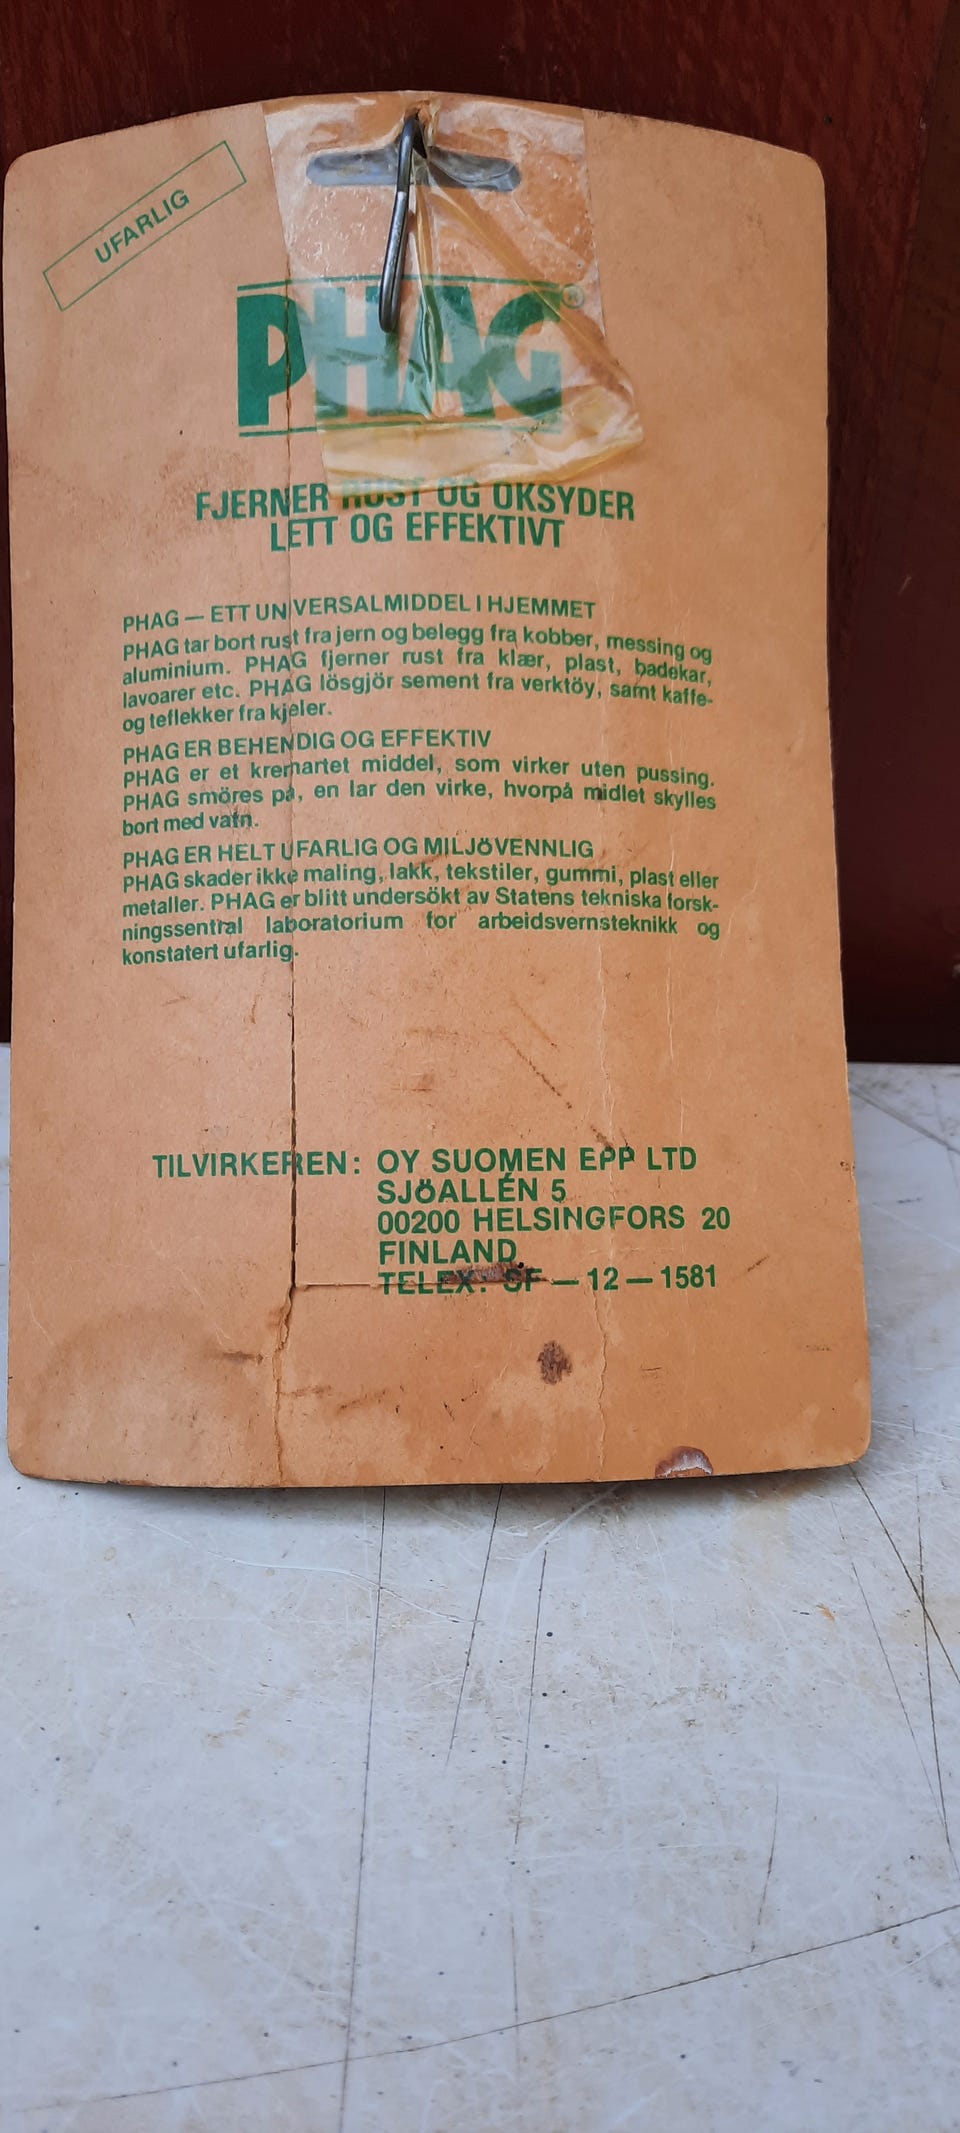 UFARLIG
PHAG®
FJERNER RUST OG OKSYDER
LETT OG EFFEKTIVT
PHAG — ETT UNIVERSALMIDDEL I HJEMMET
PHAG tar bort rust fra jern og belegg fra kobber, messing og
aluminium. PHAG fjerner rust fra klær, plast, badekar,
lavoarer etc. PHAG lösgjör sement fra verktöy, samt kaffe-
og teflekker fra kjeler.
PHAG ER BEHENDIG OG EFFEKTIV
PHAG er et kremartet middel, som virker uten pussing.
PHAG smöres på, en lar den virke, hvorpå midlet skylles
bort med vatn.
PHAG ER HELT UFARLIG OG MILJÖVENNLIG
PHAG skader ikke maling, lakk, tekstiler, gummi, plast eller
metaller. PHAG er blitt undersökt av Statens tekniska forsk-
ningssentral laboratorium for arbeidsvernsteknikk og
konstatert ufarlig.
TILVIRKEREN: OY SUOMEN EPP LTD
SJÖALLÉN 5
00200 HELSINGFORS 20
FINLAND
TELEX: SF — 12 — 1581